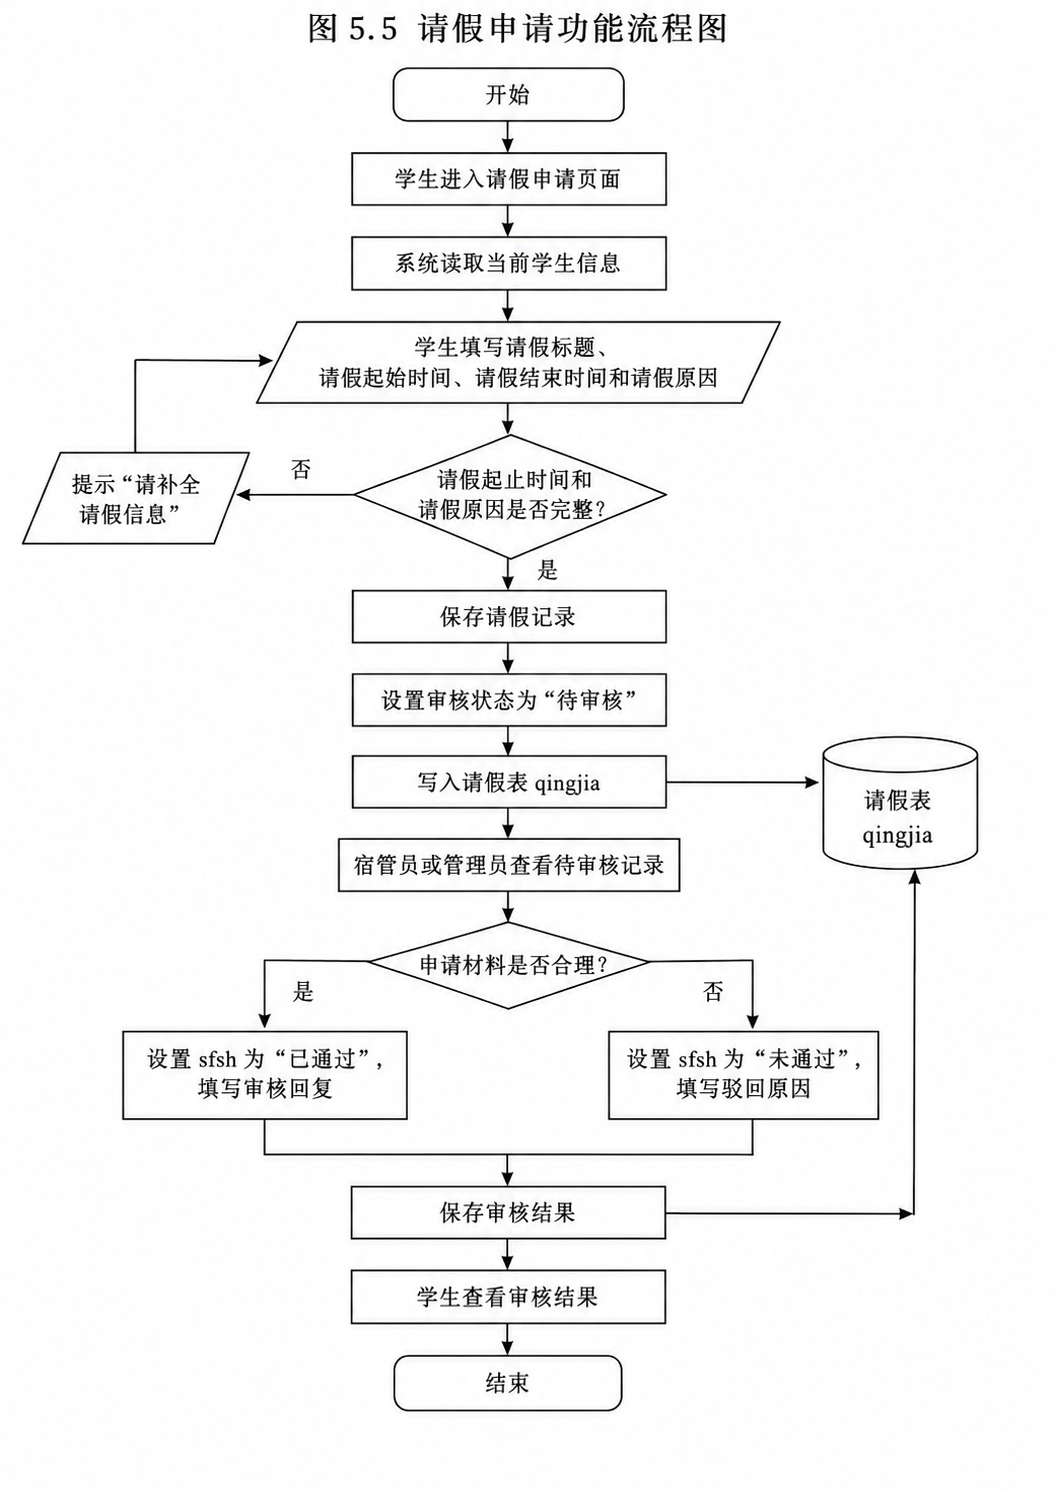 图 5.5 请假申请功能流程图
开始
学生进入请假申请页面
系统读取当前学生信息
学生填写请假标题、
请假起始时间、请假结束时间和请假原因
请假起止时间和
请假原因是否完整？
否
提示“请补全
请假信息”
是
保存请假记录
设置审核状态为“待审核”
写入请假表 qingjia
请假表
qingjia
宿管员或管理员查看待审核记录
申请材料是否合理？
是
否
设置 sfsh 为“已通过”，
填写审核回复
设置 sfsh 为“未通过”，
填写驳回原因
保存审核结果
学生查看审核结果
结束